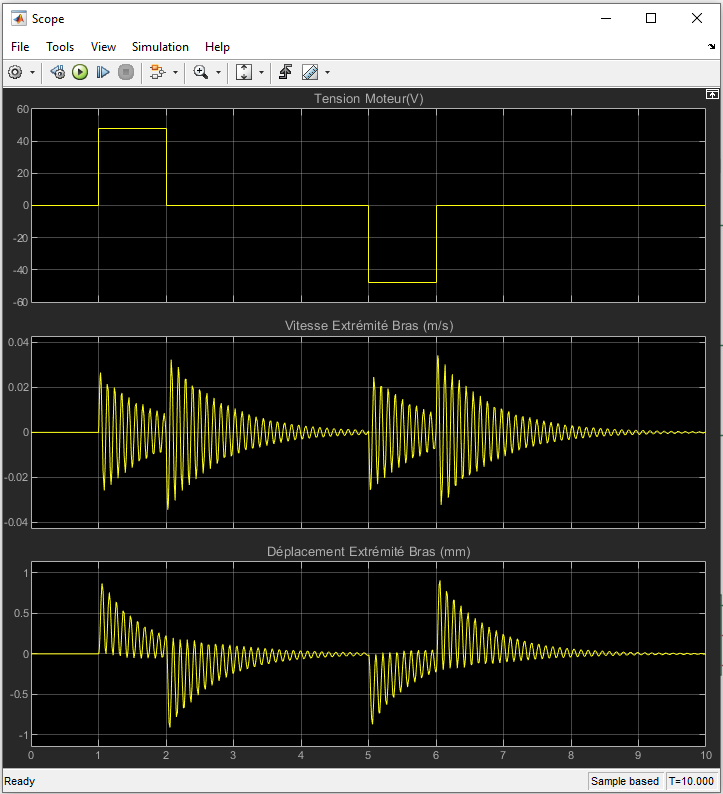 Scope
File Tools View Simulation Help
Tension Moteur(V)
60
40
20
0
-20
-40
-60
Vitesse Extrémité Bras (m/s)
0.04
0.02
0
-0.02
-0.04
Déplacement Extrémité Bras (mm)
1
0.5
0
-0.5
-1
0 1 2 3 4 5 6 7 8 9 10
Ready Sample based T=10.000